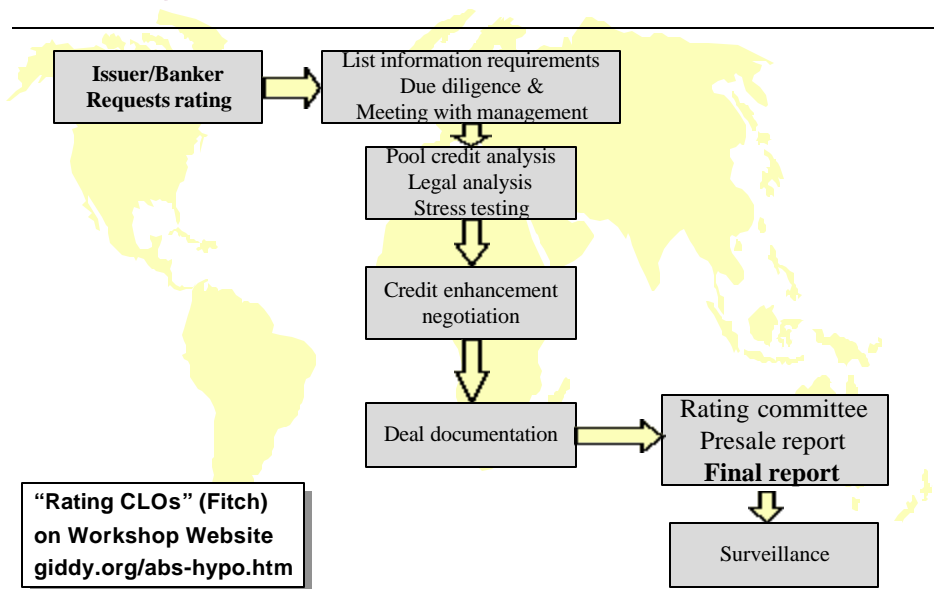 Issuer/Banker
Requests rating
List information requirements
Due diligence &
Meeting with management
Pool credit analysis
Legal analysis
Stress testing
Credit enhancement
negotiation
Deal documentation
Rating committee
Presale report
Final report
Surveillance
“Rating CLOs” (Fitch)
on Workshop Website
giddy.org/abs-hypo.htm